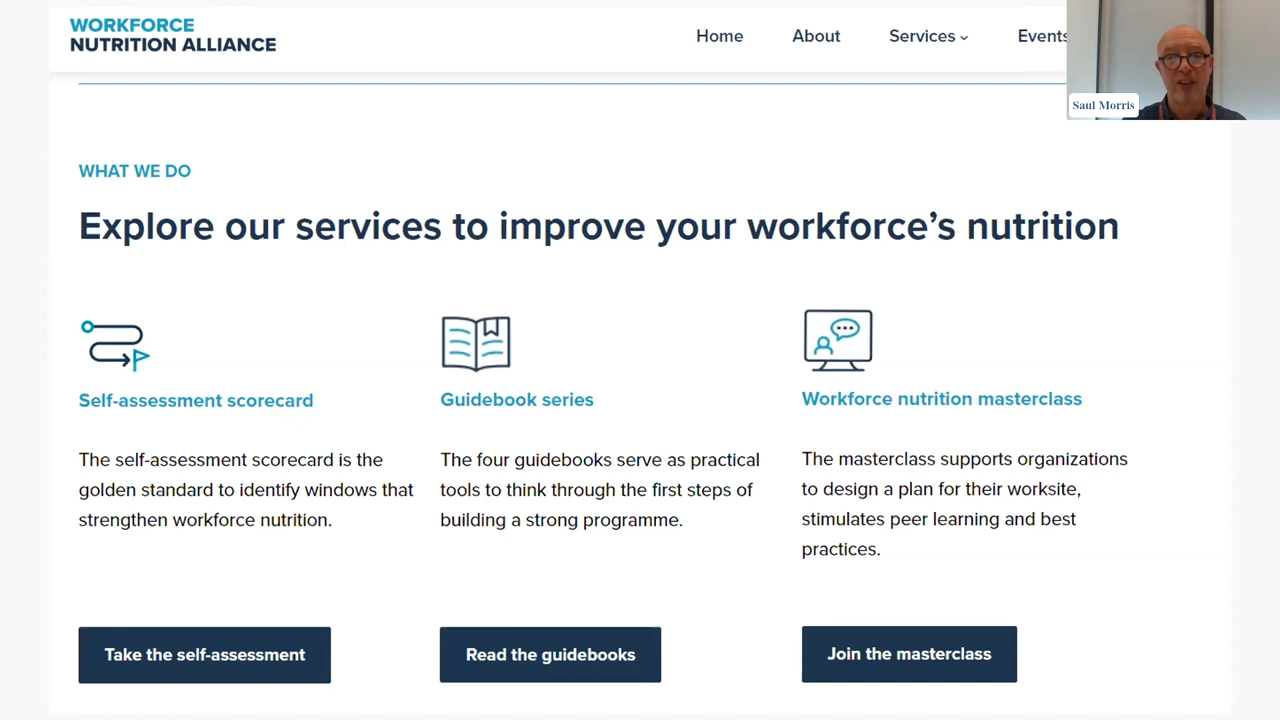 WORKFORCE
NUTRITION ALLIANCE
Home
About
Services
Events
Saul Morris
WHAT WE DO
Explore our services to improve your workforce’s nutrition
Self-assessment scorecard
The self-assessment scorecard is the
golden standard to identify windows that
strengthen workforce nutrition.
Take the self-assessment
Guidebook series
The four guidebooks serve as practical
tools to think through the first steps of
building a strong programme.
Read the guidebooks
Workforce nutrition masterclass
The masterclass supports organizations
to design a plan for their worksite,
stimulates peer learning and best
practices.
Join the masterclass